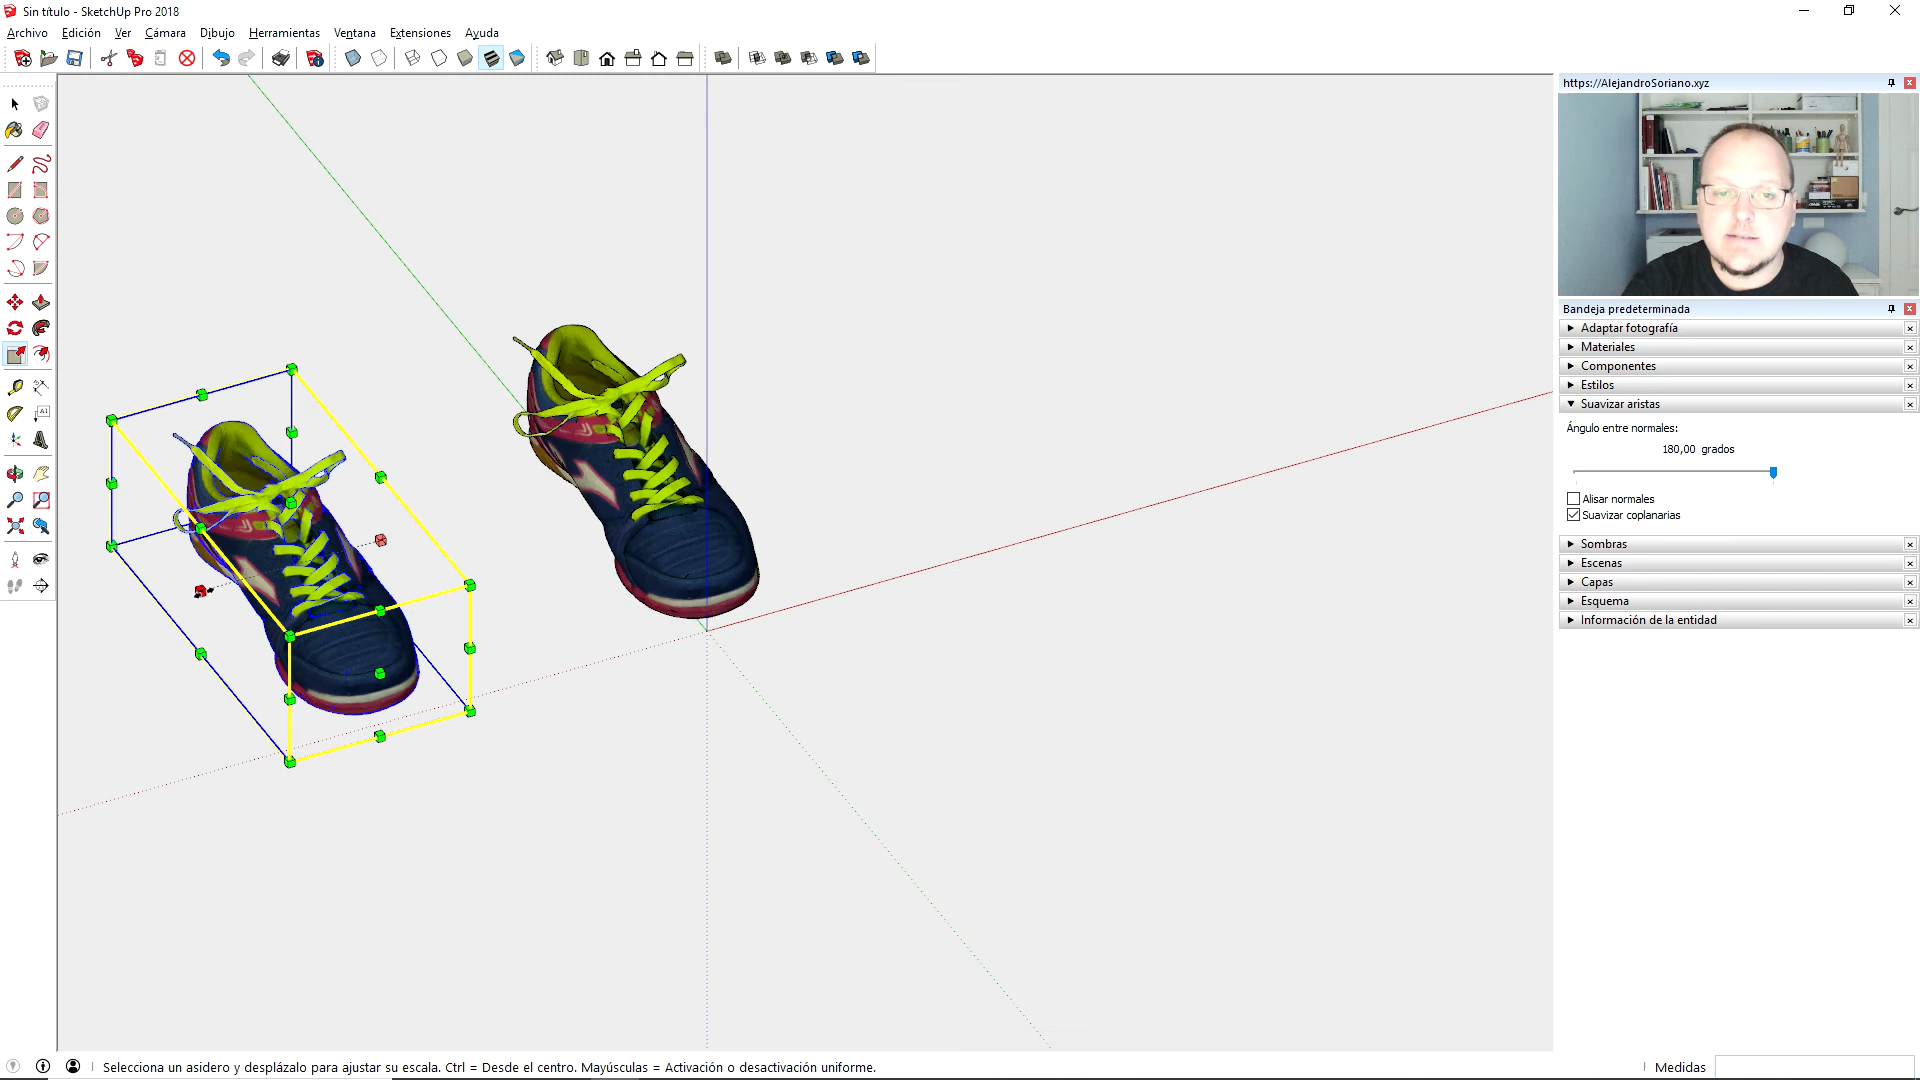 Sin título - SketchUp Pro 2018
Archivo Edición Ver Cámara Dibujo Herramientas Ventana Extensiones Ayuda
https://AlejandroSoriano.xyz
Bandeja predeterminada
Adaptar fotografía
Materiales
Componentes
Estilos
Suavizar aristas
Ángulo entre normales:
180,00 grados
Alisar normales
Suavizar coplanarias
Sombras
Escenas
Capas
Esquema
Información de la entidad
Selecciona un asidero y desplázalo para ajustar su escala. Ctrl = Desde el centro. Mayúsculas = Activación o desactivación uniforme.
Medidas